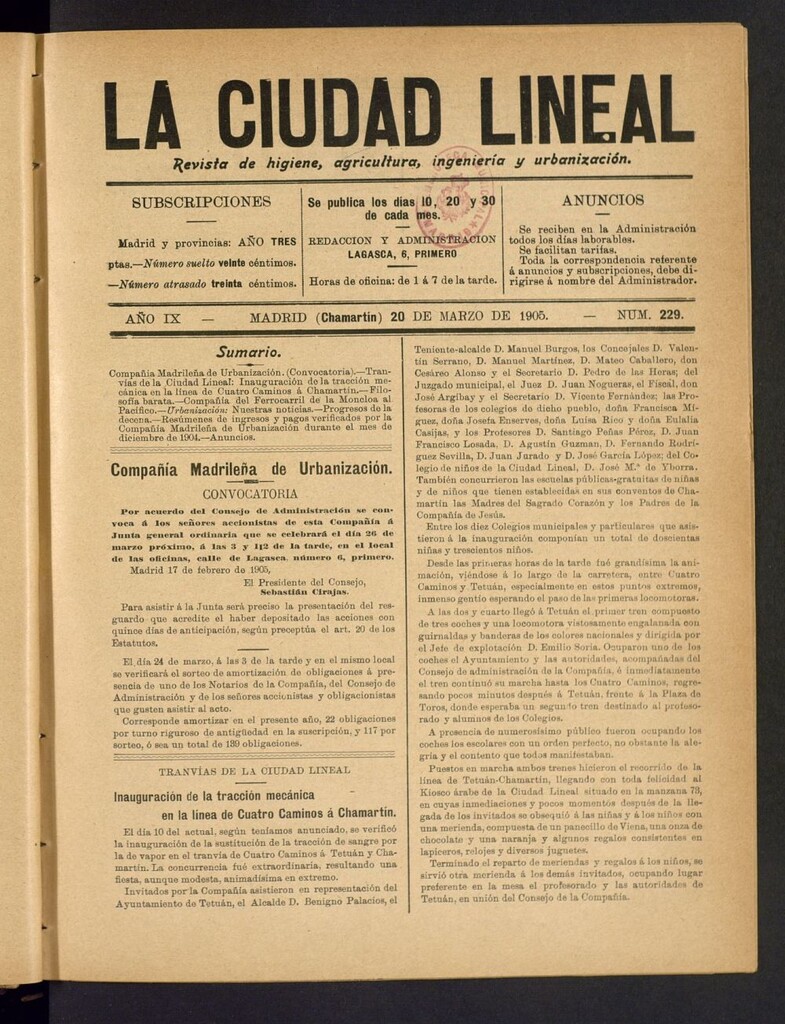 LA CIUDAD LINEAL
Revista de higiene, agricultura, ingeniería y urbanización.
SUBSCRIPCIONES
Madrid y provincias: AÑO TRES
ptas.—Número suelto veinte céntimos.
—Número atrasado treinta céntimos.
Se publica los días 10, 20 y 30
de cada mes.
REDACCION Y ADMINISTRACION
LAGASCA, 6, PRIMERO
Horas de oficina: de 1 á 7 de la tarde.
ANUNCIOS
Se reciben en la Administración
todos los días laborables.
Se facilitan tarifas.
Toda la correspondencia referente
á anuncios y subscripciones, debe di-
rigirse á nombre del Administrador.
AÑO IX — MADRID (Chamartín) 20 DE MARZO DE 1905. — NUM. 229.
Sumario.
Compañía Madrileña de Urbanización. (Convocatoria).—Tran-
vías de la Ciudad Lineal: Inauguración de la tracción me-
cánica en la línea de Cuatro Caminos á Chamartín.—Filo-
sofía barata.—Compañía del Ferrocarril de la Moncloa al
Pacífico.—Urbanización: Nuestras noticias.—Progresos de la
decena.—Resúmenes de ingresos y pagos verificados por la
Compañía Madrileña de Urbanización durante el mes de
diciembre de 1904.—Anuncios.
Compañía Madrileña de Urbanización.
CONVOCATORIA
Por acuerdo del Consejo de Administración se con-
voca á los señores accionistas de esta Compañía á
Junta general ordinaria que se celebrará el día 26 de
marzo próximo, á las 3 y 1|2 de la tarde, en el local
de las oficinas, calle de Lagasca, número 6, primero.
Madrid 17 de febrero de 1905,
El Presidente del Consejo,
Sebastián Cirajas.
Para asistir á la Junta será preciso la presentación del res-
guardo que acredite el haber depositado las acciones con
quince días de anticipación, según preceptúa el art. 20 de los
Estatutos.
El día 24 de marzo, á las 3 de la tarde y en el mismo local
se verificará el sorteo de amortización de obligaciones á pre-
sencia de uno de los Notarios de la Compañía, del Consejo de
Administración y de los señores accionistas y obligacionistas
que gusten asistir al acto.
Corresponde amortizar en el presente año, 22 obligaciones
por turno riguroso de antigüedad en la suscripción, y 117 por
sorteo, ó sea un total de 139 obligaciones.
TRANVÍAS DE LA CIUDAD LINEAL
Inauguración de la tracción mecánica
en la línea de Cuatro Caminos á Chamartín.
El día 10 del actual, según teníamos anunciado, se verificó
la inauguración de la sustitución de la tracción de sangre por
la de vapor en el tranvía de Cuatro Caminos á Tetuán y Cha-
martín. La concurrencia fué extraordinaria, resultando una
fiesta, aunque modesta, animadísima en extremo.
Invitados por la Compañía asistieron en representación del
Ayuntamiento de Tetuán, el Alcalde D. Benigno Palacios, el
Teniente-alcalde D. Manuel Burgos, los Concejales D. Valen-
tín Serrano, D. Manuel Martínez, D. Mateo Caballero, don
Cesáreo Alonso y el Secretario D. Pedro de las Horas; del
Juzgado municipal, el Juez D. Juan Nogueras, el Fiscal, don
José Argibay y el Secretario D. Vicente Fernández; las Pro-
fesoras de los colegios de dicho pueblo, doña Francisca Mí-
guez, doña Josefa Enserves, doña Luisa Rico y doña Eulalia
Casijas, y los Profesores D. Santiago Peñas Pérez, D. Juan
Francisco Losada, D. Agustín Guzman, D. Fernando Rodrí-
guez Sevilla, D. Juan Jurado y D. José García López; del Co-
legio de niños de la Ciudad Lineal, D. José M.ª de Yborra.
También concurrieron las escuelas públicas-gratuitas de niñas
y de niños que tienen establecidas en sus conventos de Cha-
martín las Madres del Sagrado Corazón y los Padres de la
Compañía de Jesús.
Entre los diez Colegios municipales y particulares que asis-
tieron á la inauguración componían un total de doscientas
niñas y trescientos niños.
Desde las primeras horas de la tarde fué grandísima la ani-
mación, viéndose á lo largo de la carretera, entre Cuatro
Caminos y Tetuán, especialmente en estos puntos extremos,
inmenso gentío esperando el paso de las primeras locomotoras.
A las dos y cuarto llegó á Tetuán el primer tren compuesto
de tres coches y una locomotora vistosamente engalanada con
guirnaldas y banderas de los colores nacionales y dirigida por
el Jefe de explotación D. Emilio Soria. Ocuparon uno de los
coches el Ayuntamiento y las autoridades, acompañadas del
Consejo de administración de la Compañía, é inmediatamente
el tren continuó su marcha hasta los Cuatro Caminos, regre-
sando pocos minutos después á Tetuán, frente á la Plaza de
Toros, donde esperaba un segundo tren destinado al profeso-
rado y alumnos de los Colegios.
A presencia de numerosísimo público fueron ocupando los
coches los escolares con un orden perfecto, no obstante la ale-
gría y el contento que todos manifestaban.
Puestos en marcha ambos trenes hicieron el recorrido de la
línea de Tetuán-Chamartín, llegando con toda felicidad al
Kiosco árabe de la Ciudad Lineal situado en la manzana 79,
en cuyas inmediaciones y pocos momentos después de la lle-
gada de los invitados se obsequió á las niñas y á los niños con
una merienda, compuesta de un panecillo de Viena, una onza de
chocolate y una naranja y algunos regalos consistentes en
lapiceros, relojes y diversos juguetes.
Terminado el reparto de meriendas y regalos á los niños, se
sirvió otra merienda á los demás invitados, ocupando lugar
preferente en la mesa el profesorado y las autoridades de
Tetuán, en unión del Consejo de la Compañía.